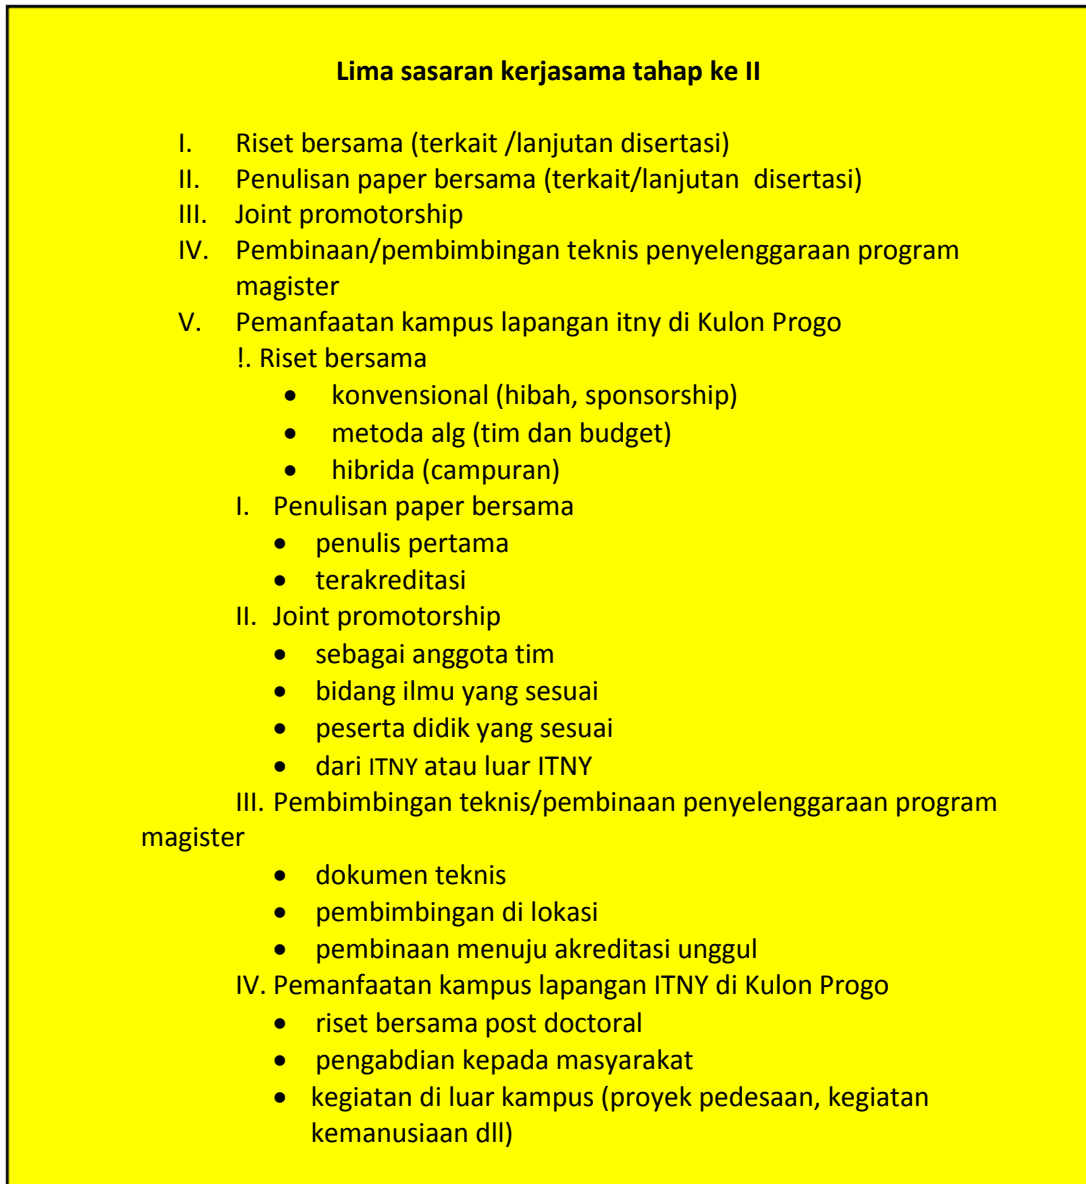 Lima sasaran kerjasama tahap ke II
I. Riset bersama (terkait /lanjutan disertasi)
II. Penulisan paper bersama (terkait/lanjutan  disertasi)
III. Joint promotorship
IV. Pembinaan/pembimbingan teknis penyelenggaraan program
magister
V. Pemanfaatan kampus lapangan itny di Kulon Progo
!. Riset bersama
• konvensional (hibah, sponsorship)
• metoda alg (tim dan budget)
• hibrida (campuran)
I. Penulisan paper bersama
• penulis pertama
• terakreditasi
II. Joint promotorship
• sebagai anggota tim
• bidang ilmu yang sesuai
• peserta didik yang sesuai
• dari ITNY atau luar ITNY
III. Pembimbingan teknis/pembinaan penyelenggaraan program
magister
• dokumen teknis
• pembimbingan di lokasi
• pembinaan menuju akreditasi unggul
IV. Pemanfaatan kampus lapangan ITNY di Kulon Progo
• riset bersama post doctoral
• pengabdian kepada masyarakat
• kegiatan di luar kampus (proyek pedesaan, kegiatan
kemanusiaan dll)